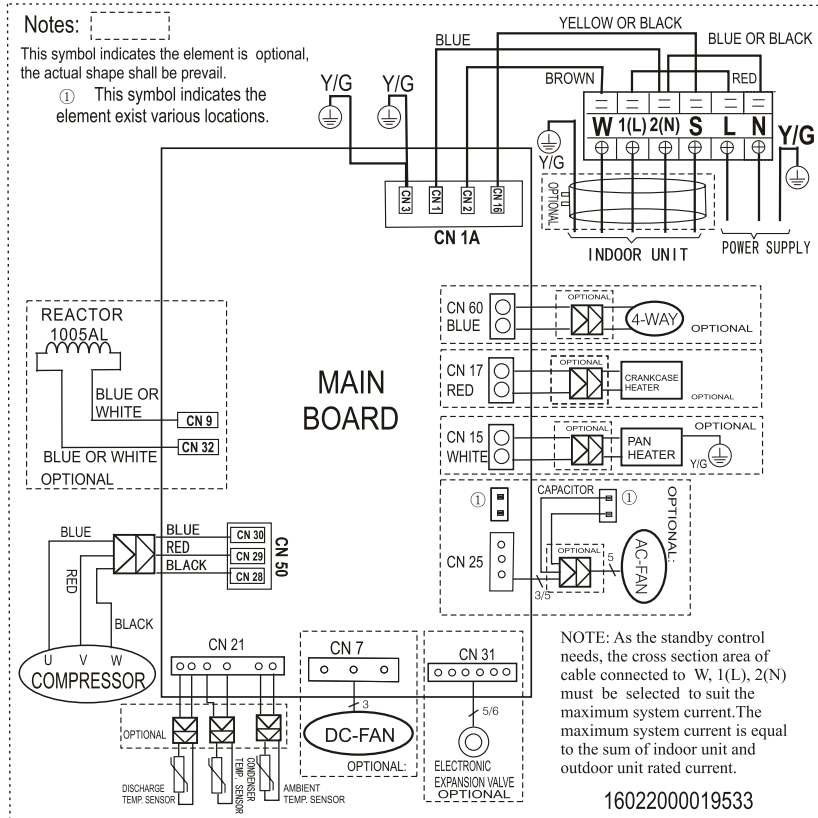 Notes:
This symbol indicates the element is optional,
the actual shape shall be prevail.
① This symbol indicates the
element exist various locations.
YELLOW OR BLACK
BLUE
BLUE OR BLACK
BROWN
RED
Y/G
Y/G
W 1(L) 2(N) S L N
Y/G
Y/G
OPTIONAL
INDOOR UNIT
POWER SUPPLY
CN 3
CN 1
CN 2
CN 16
CN 1A
REACTOR
1005AL
BLUE OR
WHITE
CN 9
CN 32
BLUE OR WHITE
OPTIONAL
MAIN
BOARD
CN 60
BLUE
OPTIONAL
4-WAY
OPTIONAL
CN 17
RED
OPTIONAL
CRANKCASE
HEATER
OPTIONAL
CN 15
WHITE
OPTIONAL
PAN
HEATER
OPTIONAL
Y/G
①
CAPACITOR
①
OPTIONAL:
CN 25
OPTIONAL
3/5
5
AC-FAN
BLUE
RED
BLACK
BLUE
RED
BLACK
CN 30
CN 29
CN 28
CN 50
U V W
COMPRESSOR
CN 21
OPTIONAL
DISCHARGE
TEMP. SENSOR
CONDENSER
TEMP. SENSOR
AMBIENT
TEMP. SENSOR
CN 7
3
DC-FAN
OPTIONAL:
CN 31
5/6
ELECTRONIC
EXPANSION VALVE
OPTIONAL
NOTE: As the standby control
needs, the cross section area of
cable connected to W, 1(L), 2(N)
must be selected to suit the
maximum system current.The
maximum system current is equal
to the sum of indoor unit and
outdoor unit rated current.
16022000019533